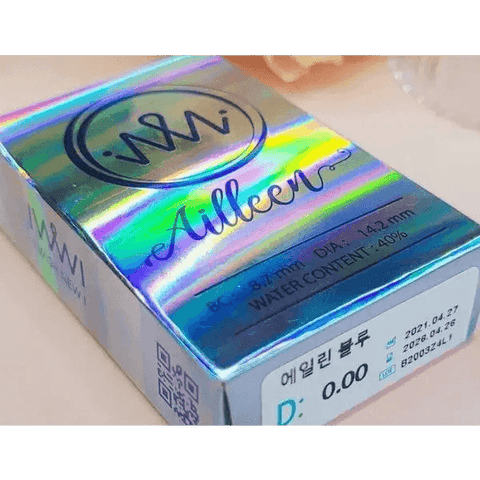 Ailleen
BC : 8.7 mm DIA : 14.2 mm
WATER CONTENT : 40%
에일린 블루
D: 0.00
2021.04.27
2026.04.26
LOT B200324L1